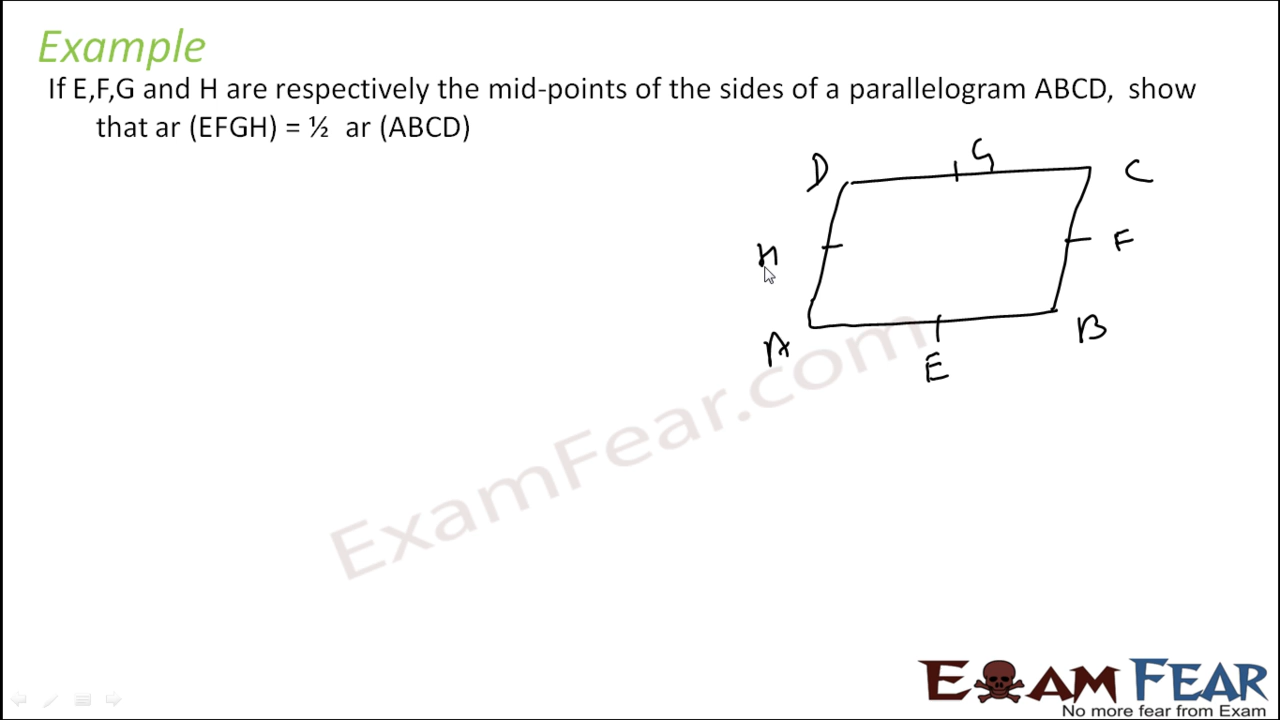 Example
If E,F,G and H are respectively the mid-points of the sides of a parallelogram ABCD, show
that ar (EFGH) = ½ ar (ABCD)
D G C
H F
A E B
ExamFear.com
EXAM FEAR
No more fear from Exam